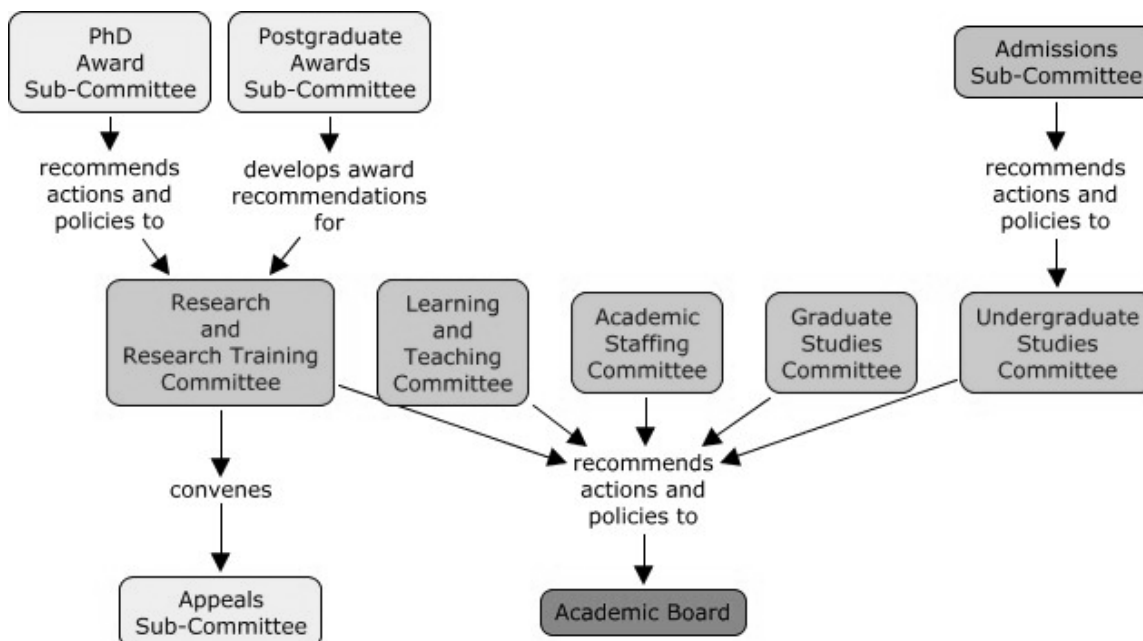 PhD
Award
Sub-Committee
Postgraduate
Awards
Sub-Committee
Admissions
Sub-Committee
recommends
actions and
policies to
develops award
recommendations
for
recommends
actions and
policies to
Research
and
Research Training
Committee
Learning
and
Teaching
Committee
Academic
Staffing
Committee
Graduate
Studies
Committee
Undergraduate
Studies
Committee
convenes
recommends
actions and
policies to
Appeals
Sub-Committee
Academic Board